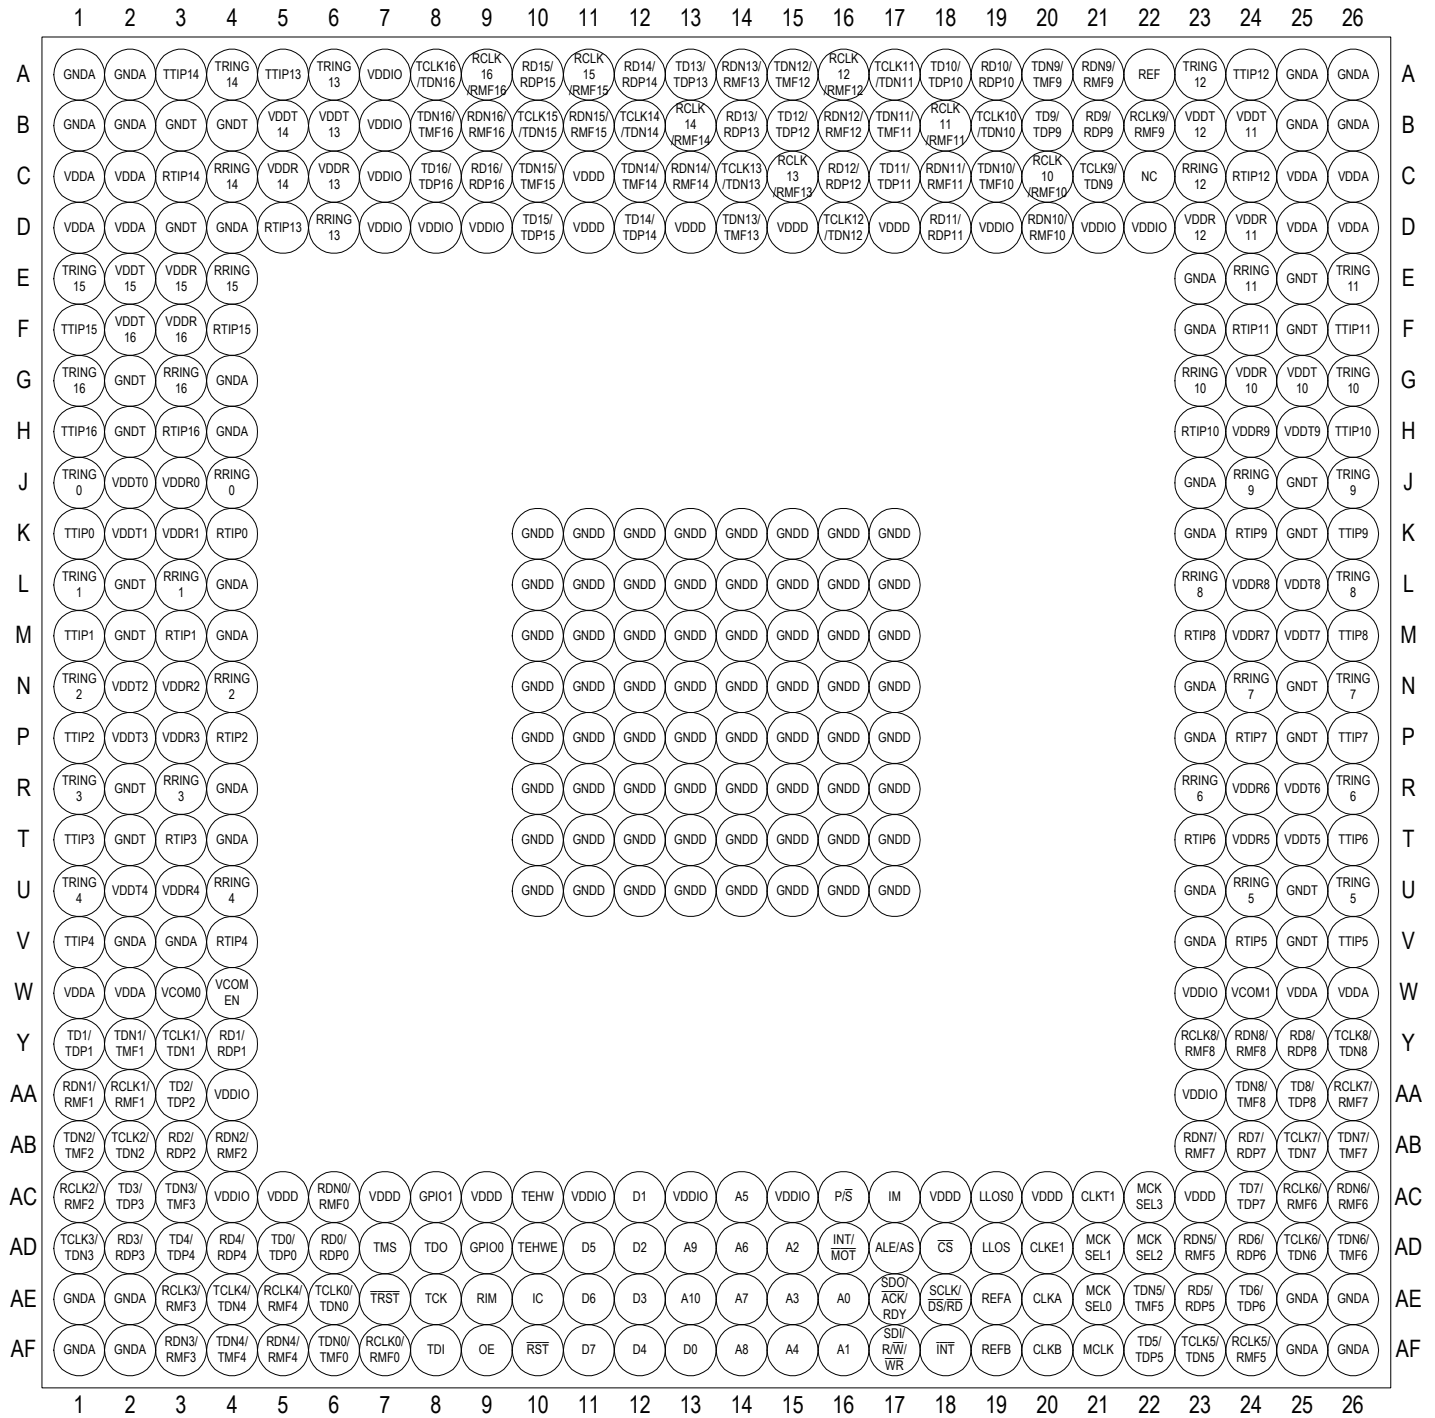 1 2 3 4 5 6 7 8 9 10 11 12 13 14 15 16 17 18 19 20 21 22 23 24 25 26
A GNDA GNDA TTIP14 TRING 14 TTIP13 TRING 13 VDDIO TCLK16 /TDN16 RCLK 16 /RMF16 RD15/ RDP15 RCLK 15 /RMF15 RD14/ RDP14 TD13/ TDP13 RDN13/ RMF13 TDN12/ TMF12 RCLK 12 /RMF12 TCLK11 /TDN11 TD10/ TDP10 RD10/ RDP10 TDN9/ TMF9 RDN9/ RMF9 REF TRING 12 TTIP12 GNDA GNDA A
B GNDA GNDA GNDT GNDT VDDT 14 VDDT 13 VDDIO TDN16/ TMF16 RDN16/ RMF16 TCLK15 /TDN15 RDN15/ RMF15 TCLK14 /TDN14 RCLK 14 /RMF14 RD13/ RDP13 TD12/ TDP12 RDN12/ RMF12 TDN11/ TMF11 RCLK 11 /RMF11 TCLK10 /TDN10 TD9/ TDP9 RD9/ RDP9 RCLK9/ RMF9 VDDT 12 VDDT 11 GNDA GNDA B
C VDDA VDDA RTIP14 RRING 14 VDDR 14 VDDR 13 VDDIO TD16/ TDP16 RD16/ RDP16 TDN15/ TMF15 VDDD TDN14/ TMF14 RDN14/ RMF14 TCLK13 /TDN13 RCLK 13 /RMF13 RD12/ RDP12 TD11/ TDP11 RDN11/ RMF11 TDN10/ TMF10 RCLK 10 /RMF10 TCLK9/ TDN9 NC RRING 12 RTIP12 VDDA VDDA C
D VDDA VDDA GNDT GNDA RTIP13 RRING 13 VDDIO VDDIO VDDIO TD15/ TDP15 VDDD TD14/ TDP14 VDDD TDN13/ TMF13 VDDD TCLK12 /TDN12 VDDD RD11/ RDP11 VDDIO RDN10/ RMF10 VDDIO VDDIO VDDR 12 VDDR 11 VDDA VDDA D
E TRING 15 VDDT 15 VDDR 15 RRING 15 GNDA RRING 11 GNDT TRING 11 E
F TTIP15 VDDT 16 VDDR 16 RTIP15 GNDA RTIP11 GNDT TTIP11 F
G TRING 16 GNDT RRING 16 GNDA RRING 10 VDDR 10 VDDT 10 TRING 10 G
H TTIP16 GNDT RTIP16 GNDA RTIP10 VDDR9 VDDT9 TTIP10 H
J TRING 0 VDDT0 VDDR0 RRING 0 GNDA RRING 9 GNDT TRING 9 J
K TTIP0 VDDT1 VDDR1 RTIP0 GNDD GNDD GNDD GNDD GNDD GNDD GNDD GNDD GNDA RTIP9 GNDT TTIP9 K
L TRING 1 GNDT RRING 1 GNDA GNDD GNDD GNDD GNDD GNDD GNDD GNDD GNDD RRING 8 VDDR8 VDDT8 TRING 8 L
M TTIP1 GNDT RTIP1 GNDA GNDD GNDD GNDD GNDD GNDD GNDD GNDD GNDD RTIP8 VDDR7 VDDT7 TTIP8 M
N TRING 2 VDDT2 VDDR2 RRING 2 GNDD GNDD GNDD GNDD GNDD GNDD GNDD GNDD GNDA RRING 7 GNDT TRING 7 N
P TTIP2 VDDT3 VDDR3 RTIP2 GNDD GNDD GNDD GNDD GNDD GNDD GNDD GNDD GNDA RTIP7 GNDT TTIP7 P
R TRING 3 GNDT RRING 3 GNDA GNDD GNDD GNDD GNDD GNDD GNDD GNDD GNDD RRING 6 VDDR6 VDDT6 TRING 6 R
T TTIP3 GNDT RTIP3 GNDA GNDD GNDD GNDD GNDD GNDD GNDD GNDD GNDD RTIP6 VDDR5 VDDT5 TTIP6 T
U TRING 4 VDDT4 VDDR4 RRING 4 GNDD GNDD GNDD GNDD GNDD GNDD GNDD GNDD GNDA RRING 5 GNDT TRING 5 U
V TTIP4 GNDA GNDA RTIP4 GNDA RTIP5 GNDT TTIP5 V
W VDDA VDDA VCOM0 VCOM EN VDDIO VCOM1 VDDA VDDA W
Y TD1/ TDP1 TDN1/ TMF1 TCLK1/ TDN1 RD1/ RDP1 RCLK8/ RMF8 RDN8/ RMF8 RD8/ RDP8 TCLK8/ TDN8 Y
AA RDN1/ RMF1 RCLK1/ RMF1 TD2/ TDP2 VDDIO VDDIO TDN8/ TMF8 TD8/ TDP8 RCLK7/ RMF7 AA
AB TDN2/ TMF2 TCLK2/ TDN2 RD2/ RDP2 RDN2/ RMF2 RDN7/ RMF7 RD7/ RDP7 TCLK7/ TDN7 TDN7/ TMF7 AB
AC RCLK2/ RMF2 TD3/ TDP3 TDN3/ TMF3 VDDIO VDDD RDN0/ RMF0 VDDD GPIO1 VDDD TEHW VDDIO D1 VDDIO A5 VDDIO P/S̅ IM VDDD LLOS0 VDDD CLKT1 MCK SEL3 VDDD TD7/ TDP7 RCLK6/ RMF6 RDN6/ RMF6 AC
AD TCLK3/ TDN3 RD3/ RDP3 TD4/ TDP4 RD4/ RDP4 TD0/ TDP0 RD0/ RDP0 TMS TDO GPIO0 TEHWE D5 D2 A9 A6 A2 INT/ M̅O̅T̅ ALE/AS C̅S̅ LLOS CLKE1 MCK SEL1 MCK SEL2 RDN5/ RMF5 RD6/ RDP6 TCLK6/ TDN6 TDN6/ TMF6 AD
AE GNDA GNDA RCLK3/ RMF3 TCLK4/ TDN4 RCLK4/ RMF4 TCLK0/ TDN0 T̅R̅S̅T̅ TCK RIM IC D6 D3 A10 A7 A3 A0 SDO/ A̅C̅K̅/ RDY SCLK/ D̅S̅/R̅D̅ REFA CLKA MCK SEL0 TDN5/ TMF5 RD5/ RDP5 TD6/ TDP6 GNDA GNDA AE
AF GNDA GNDA RDN3/ RMF3 TDN4/ TMF4 RDN4/ RMF4 TDN0/ TMF0 RCLK0/ RMF0 TDI OE R̅S̅T̅ D7 D4 D0 A8 A4 A1 SDI/ R/W̅/ W̅R̅ I̅N̅T̅ REFB CLKB MCLK TD5/ TDP5 TCLK5/ TDN5 RCLK5/ RMF5 GNDA GNDA AF
1 2 3 4 5 6 7 8 9 10 11 12 13 14 15 16 17 18 19 20 21 22 23 24 25 26